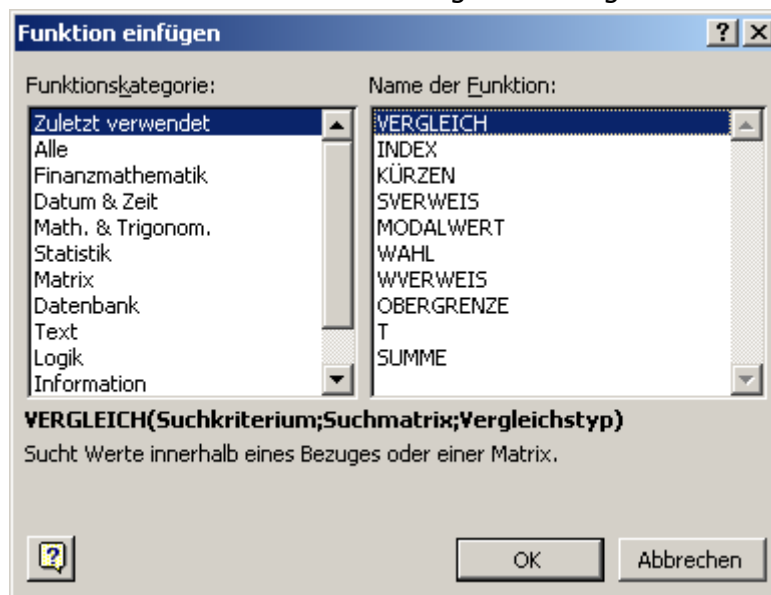 Funktion einfügen
Funktionskategorie:
Name der Funktion:
Zuletzt verwendet
Alle
Finanzmathematik
Datum & Zeit
Math. & Trigonom.
Statistik
Matrix
Datenbank
Text
Logik
Information
VERGLEICH
INDEX
KÜRZEN
SVERWEIS
MODALWERT
WAHL
WVERWEIS
OBERGRENZE
T
SUMME
VERGLEICH(Suchkriterium;Suchmatrix;Vergleichstyp)
Sucht Werte innerhalb eines Bezuges oder einer Matrix.
OK
Abbrechen